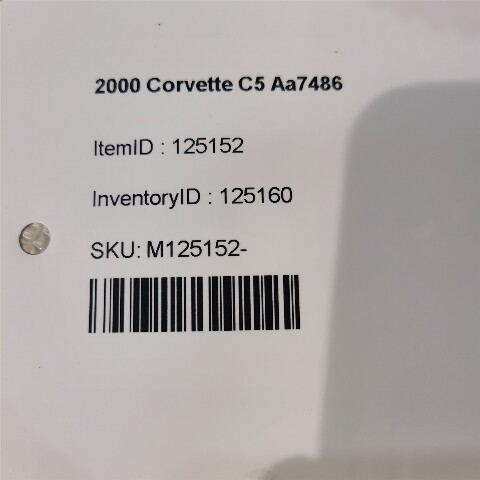 2000 Corvette C5 Aa7486
ItemID : 125152
InventoryID : 125160
SKU: M125152-